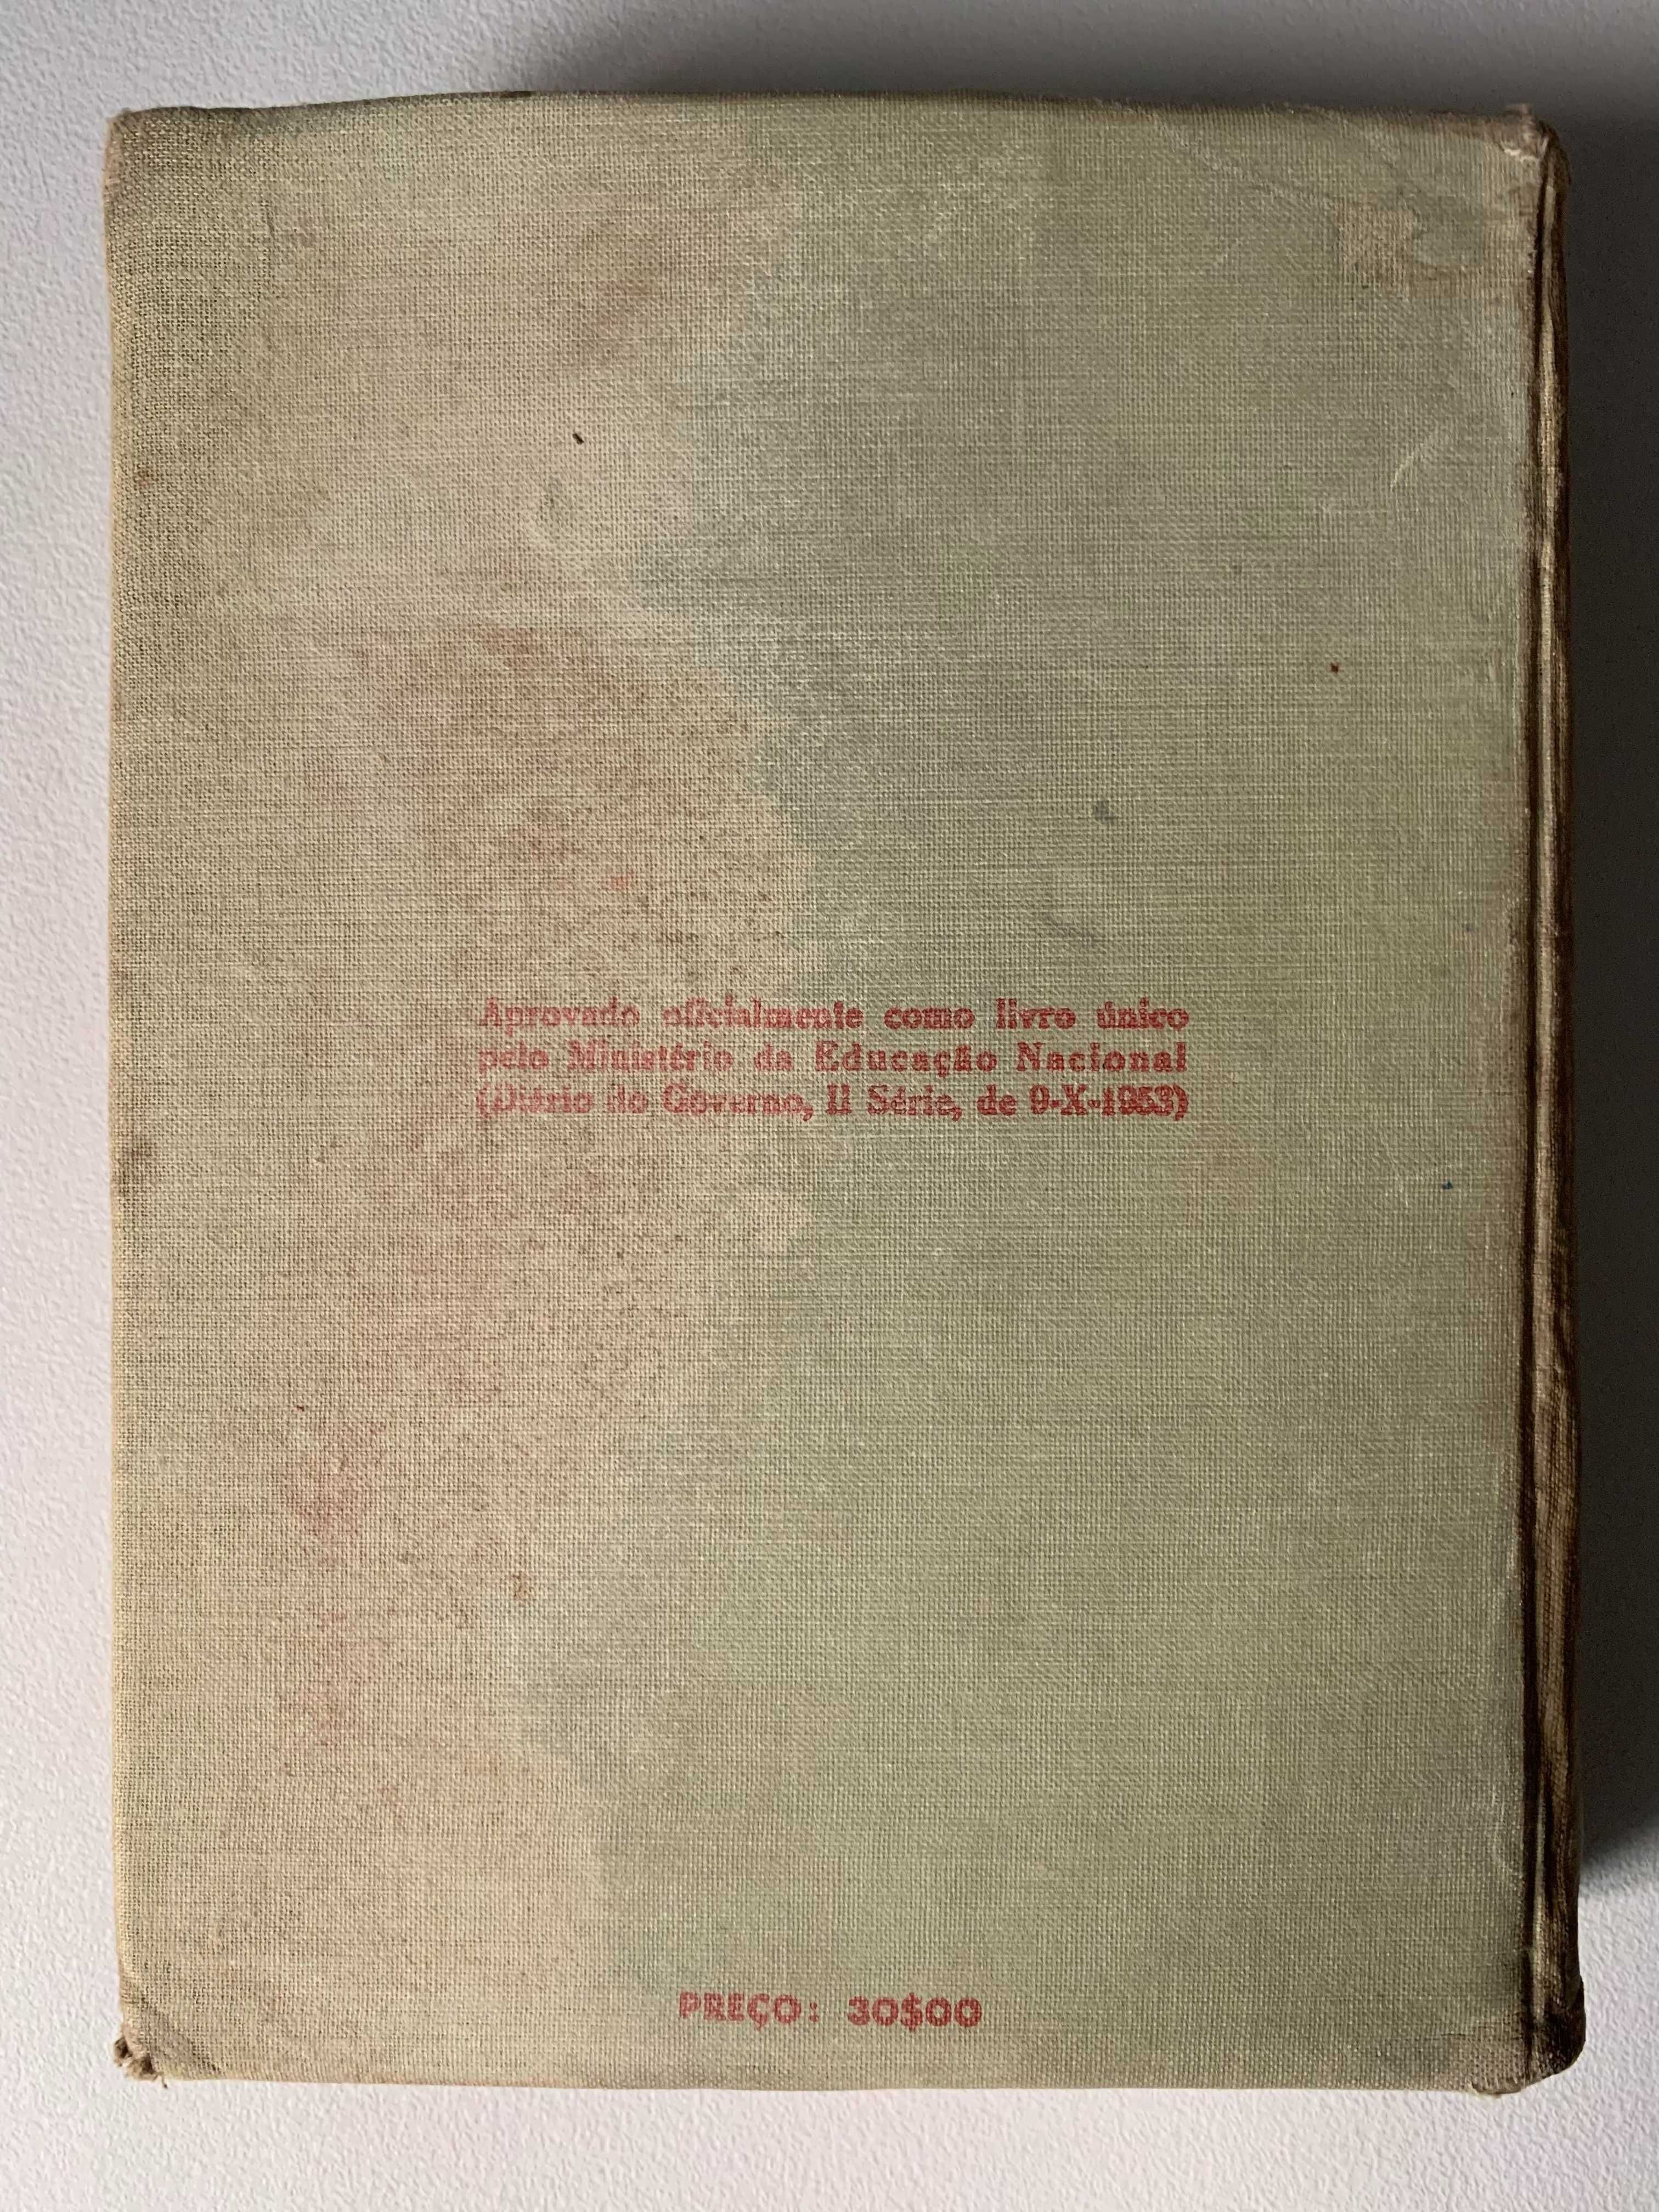 Aprovado oficialmente como livro único
pelo Ministério da Educação Nacional
(Diário do Governo, II Série, de 9-X-1953)
PREÇO: 30$00